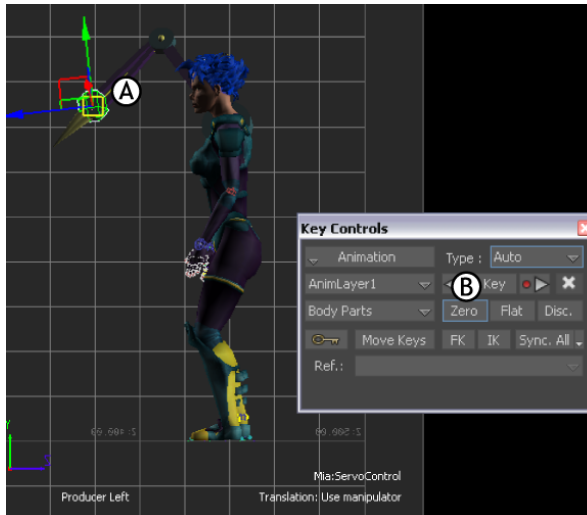 A
Key Controls
Animation
Type :
Auto
AnimLayer1
B
Key
Body Parts
Zero
Flat
Disc.
Move Keys
FK
IK
Sync. All
Ref.:
Mia:ServoControl
Producer Left
Translation: Use manipulator